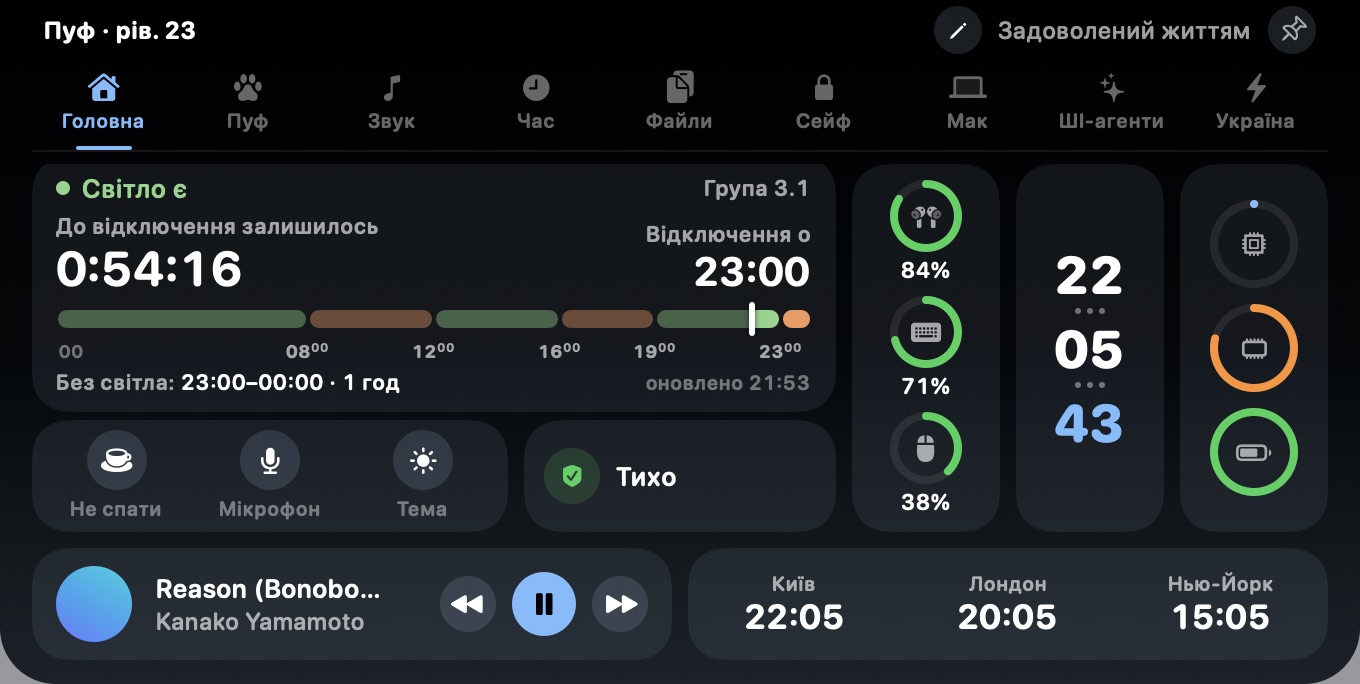 Пуф · рів. 23
Задоволений життям
Головна
Пуф
Звук
Час
Файли
Сейф
Мак
ШІ-агенти
Україна
Світло є
Група 3.1
До відключення залишилось
0:54:16
Відключення о
23:00
00
08⁰⁰
12⁰⁰
16⁰⁰
19⁰⁰
23⁰⁰
Без світла: 23:00–00:00 · 1 год
оновлено 21:53
84%
71%
38%
22
05
43
Не спати
Мікрофон
Тема
Тихо
Reason (Bonobo...
Kanako Yamamoto
Київ
22:05
Лондон
20:05
Нью-Йорк
15:05